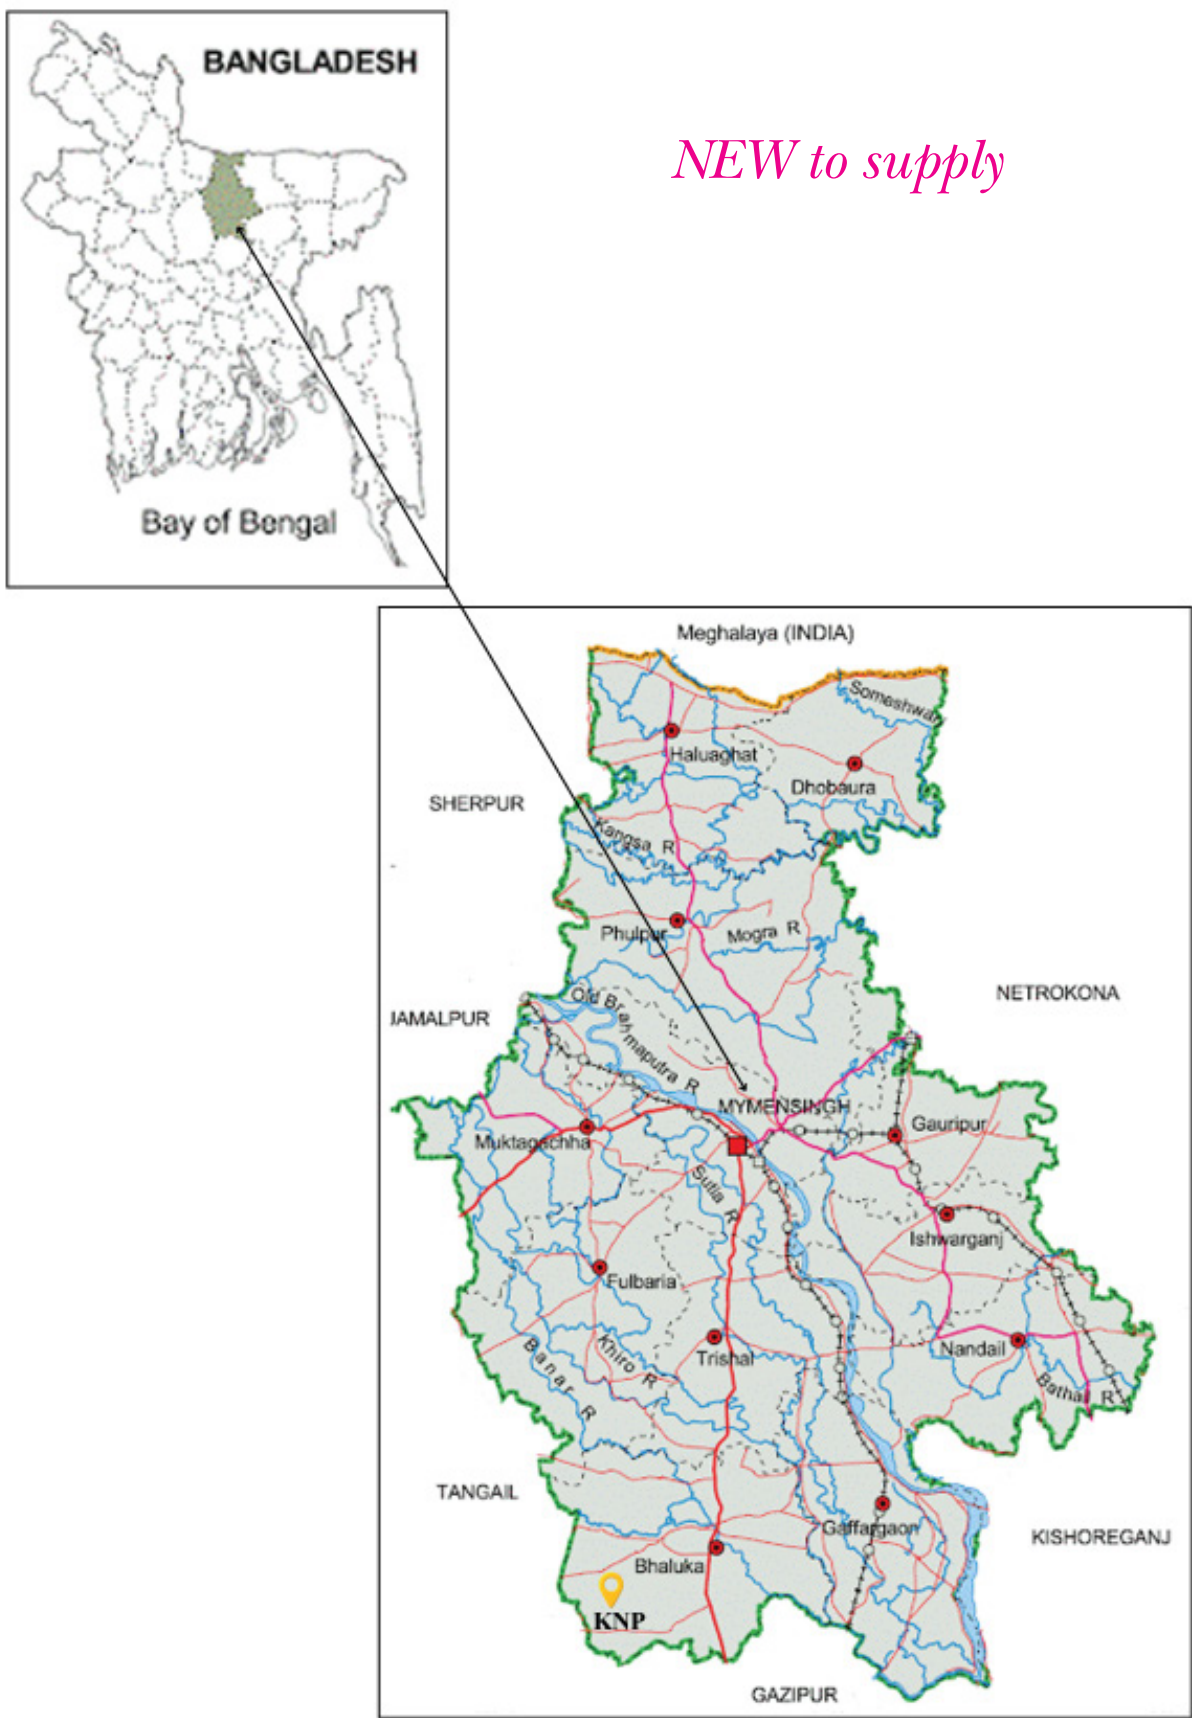 BANGLADESH
NEW to supply
Bay of Bengal
Meghalaya (INDIA)
Someshwari
Haluaghat
Dhobaura
SHERPUR
Kangsa R
Phulpur
Mogra R
NETROKONA
Old Brahmaputra R
JAMALPUR
MYMENSINGH
Gauripur
Muktagachha
Sutia R
Ishwarganj
Fulbaria
Trishal
Khiro R
Nandail
Banar R
Bathail R
TANGAIL
Gaffargaon
KISHOREGANJ
Bhaluka
KNP
GAZIPUR